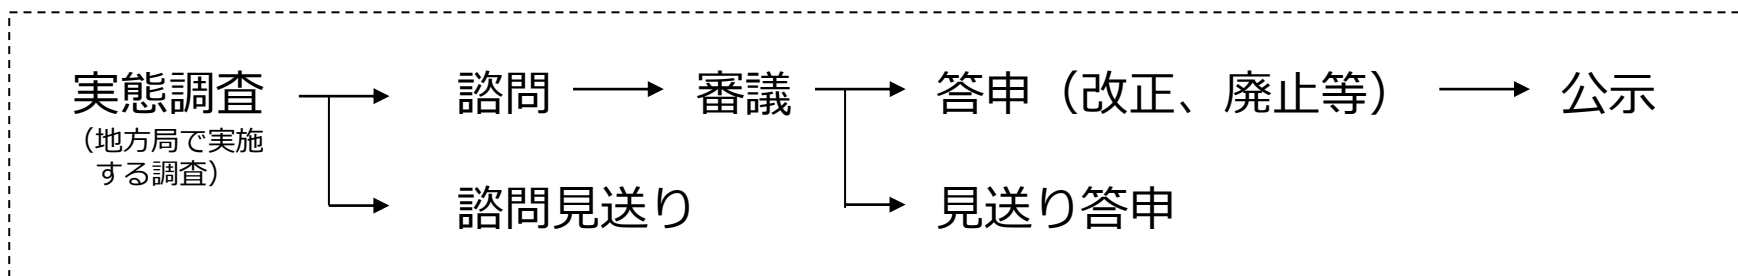 実態調査
（地方局で実施
する調査）
諮問
審議
答申（改正、廃止等）
公示
諮問見送り
見送り答申